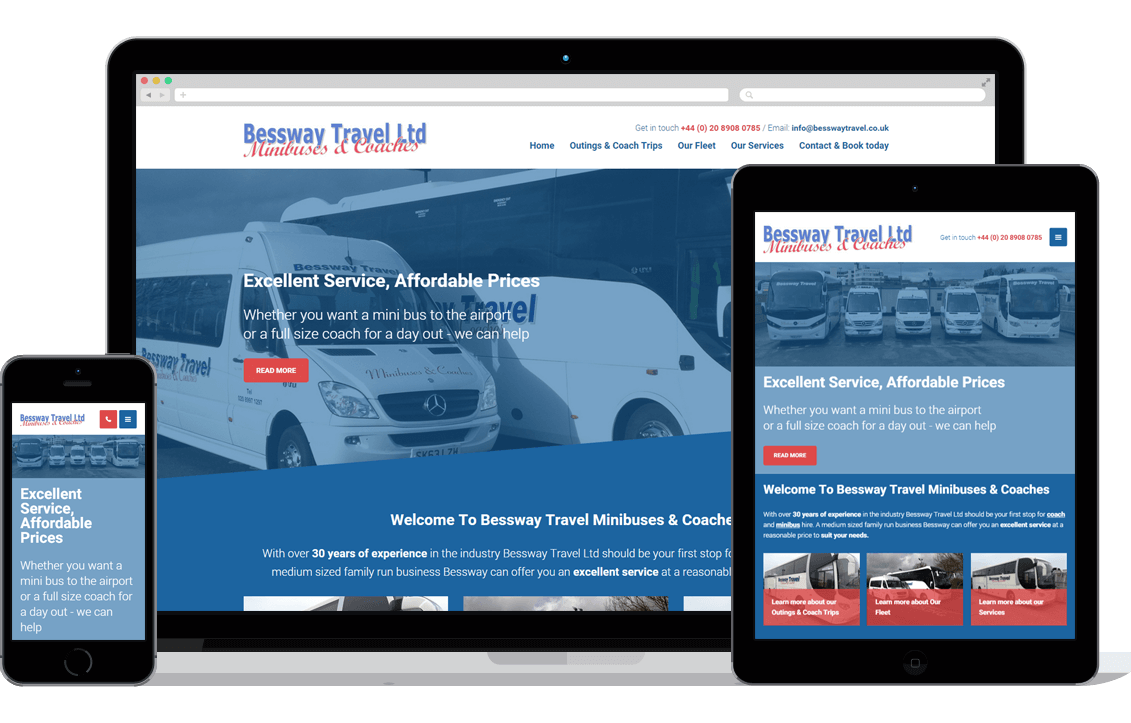 Bessway Travel Ltd
Minibuses & Coaches
Get in touch +44 (0) 20 8908 0785 / Email: info@besswaytravel.co.uk
Home Outings & Coach Trips Our Fleet Our Services Contact & Book today
Bessway Travel
Excellent Service, Affordable Prices
Whether you want a mini bus to the airport
or a full size coach for a day out - we can help
READ MORE
Bessway Travel
Minibuses & Coaches
Welcome To Bessway Travel Minibuses & Coache
With over 30 years of experience in the industry Bessway Travel Ltd should be your first stop f
medium sized family run business Bessway can offer you an excellent service at a reasonabl
Bessway Travel Ltd
Minibuses & Coaches
Get in touch +44 (0) 20 8908 0785
Bessway Travel
Excellent Service, Affordable Prices
Whether you want a mini bus to the airport
or a full size coach for a day out - we can help
READ MORE
Welcome To Bessway Travel Minibuses & Coaches
With over 30 years of experience in the industry Bessway Travel Ltd should be your first stop for coach
and minibus hire. A medium sized family run business Bessway can offer you an excellent service at a
reasonable price to suit your needs.
Learn more about our
Outings & Coach Trips
Learn more about Our
Fleet
Learn more about our
Services
Bessway Travel Ltd
Minibuses & Coaches
Excellent
Service,
Affordable
Prices
Whether you want a
mini bus to the airport
or a full size coach for
a day out - we can
help